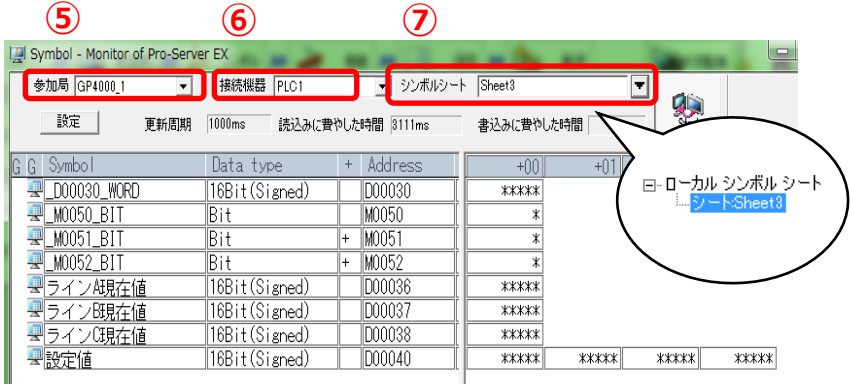 ⑤ ⑥ ⑦
Symbol - Monitor of Pro-Server EX
参加局 GP4000_1 接続機器 PLC1 シンボルシート Sheet3
設定 更新周期 1000ms 読込みに費やした時間 3111ms 書込みに費やした時間
G G Symbol Data type + Address +00 +01
_D00030_WORD 16Bit(Signed) D00030 *****
_M0050_BIT Bit M0050 *
_M0051_BIT Bit + M0051 *
_M0052_BIT Bit + M0052 *
ラインA現在値 16Bit(Signed) D00036 *****
ラインB現在値 16Bit(Signed) D00037 *****
ラインC現在値 16Bit(Signed) D00038 *****
設定値 16Bit(Signed) D00040 ***** ***** ***** *****
ローカル シンボル シート
シート:Sheet3